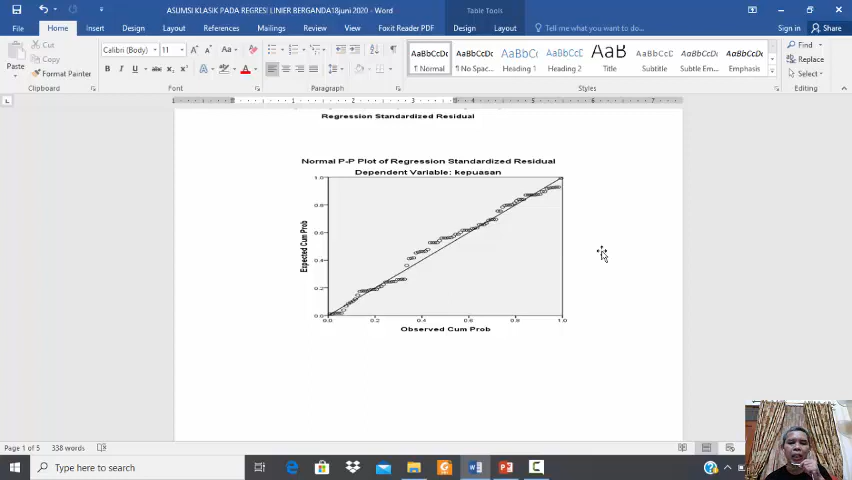 ASUMSI KLASIK PADA REGRESI LINIER BERGANDA18juni 2020 - Word
Table Tools
Sign in
File
Home
Insert
Design
Layout
References
Mailings
Review
View
Foxit Reader PDF
Design
Layout
Tell me what you want to do...
Sign in
Share
Cut
Copy
Paste
Format Painter
Clipboard
Calibri (Body)
11
Font
Paragraph
AaBbCcDc
¶ Normal
AaBbCcDc
¶ No Spac...
AaBbCc
Heading 1
AaBbCcC
Heading 2
AaBb
Title
AaBbCcC
Subtitle
AaBbCcDc
Subtle Em...
AaBbCcDc
Emphasis
Styles
Find
Replace
Select
Editing
Regression Standardized Residual
Normal P-P Plot of Regression Standardized Residual
Dependent Variable: kepuasan
Expected Cum Prob
1.0
0.8
0.6
0.4
0.2
0.0
0.0 0.2 0.4 0.6 0.8 1.0
Observed Cum Prob
Page 1 of 5
338 words
Type here to search